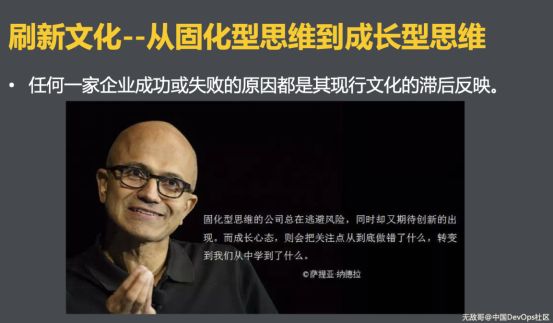 刷新文化--从固化型思维到成长型思维
• 任何一家企业成功或失败的原因都是其现行文化的滞后反映。
固化型思维的公司总在逃避风险，同时却又期待创新的出
现。而成长心态，则会把关注点从到底做错了什么，转变
到我们从中学到了什么。
©萨提亚·纳德拉
无敌哥@中国DevOps社区